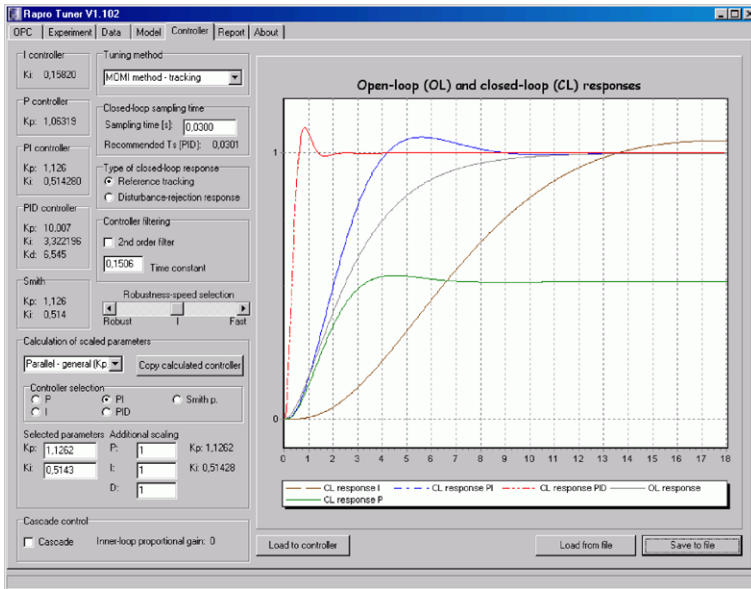 Rapro Tuner V1.102
OPC Experiment Data Model Controller Report About
I controller
Ki: 0,15820
P controller
Kp: 1,06319
PI controller
Kp: 1,126
Ki: 0,514280
PID controller
Kp: 10,007
Ki: 3,322196
Kd: 6,545
Smith
Kp: 1,126
Ki: 0,514
Tuning method
MOMI method - tracking
Closed-loop sampling time
Sampling time [s]: 0,0300
Recommended Ts [PID]: 0,0301
Type of closed-loop response
Reference tracking
Disturbance-rejection response
Controller filtering
2nd order filter
0,1506 Time constant
Robustness-speed selection
Robust I Fast
Calculation of scaled parameters
Parallel - general (Kp. Copy calculated controller
Controller selection
P PI Smith p.
I PID
Selected parameters Additional scaling
Kp: 1,1262 P: 1 Kp: 1,1262
Ki: 0,5143 I: 1 Ki: 0,51428
D: 1
Cascade control
Cascade Inner-loop proportional gain: 0
Open-loop (OL) and closed-loop (CL) responses
1
0
0 1 2 3 4 5 6 7 8 9 10 11 12 13 14 15 16 17 18
CL response I CL response PI CL response PID OL response
CL response P
Load to controller Load from file Save to file